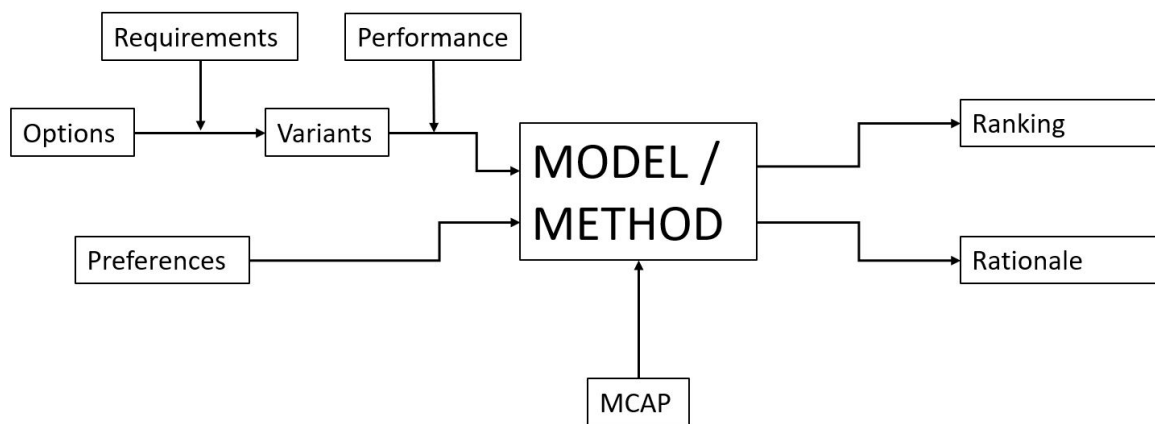 Requirements
Performance
Options
Variants
MODEL /
METHOD
Ranking
Preferences
Rationale
MCAP